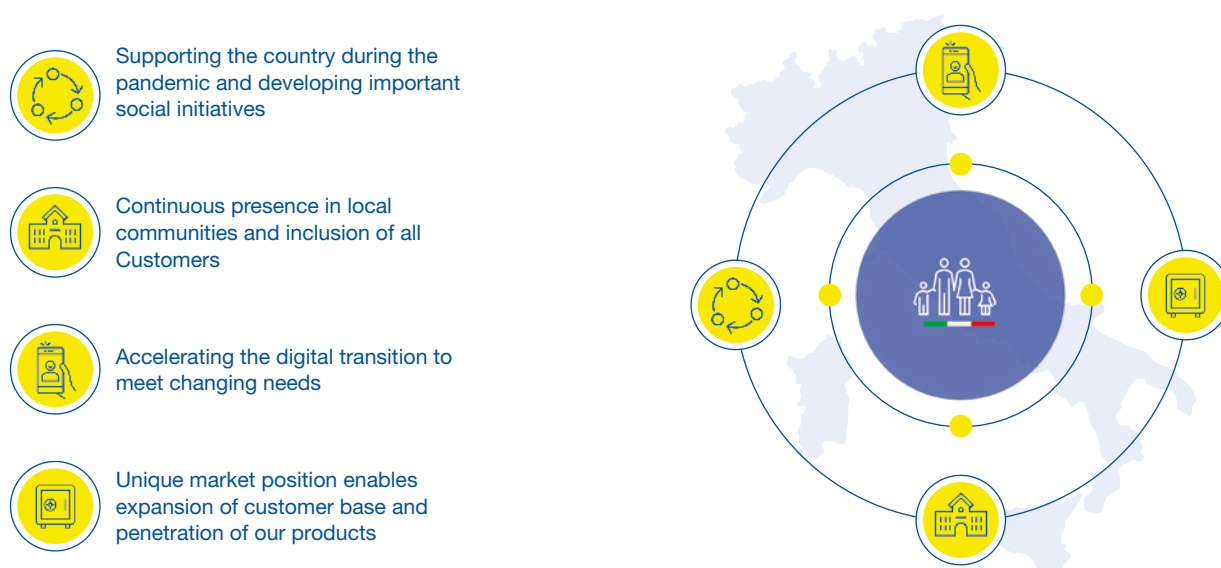 Supporting the country during the
pandemic and developing important
social initiatives
Continuous presence in local
communities and inclusion of all
Customers
Accelerating the digital transition to
meet changing needs
Unique market position enables
expansion of customer base and
penetration of our products